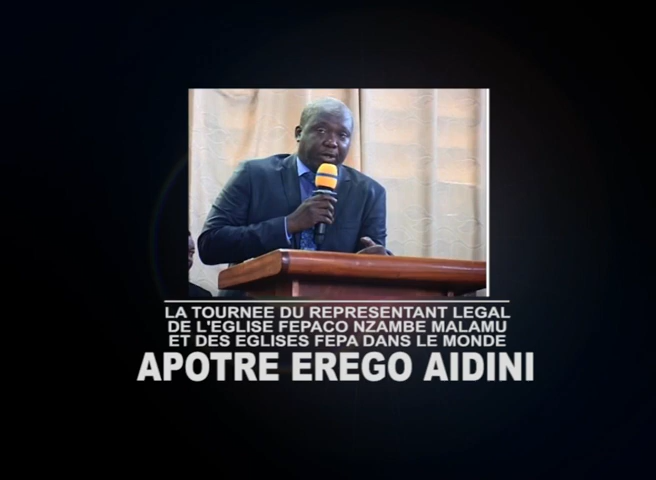 LA TOURNEE DU REPRESENTANT LEGAL
DE L'EGLISE FEPACO NZAMBE MALAMU
ET DES EGLISES FEPA DANS LE MONDE
APOTRE EREGO AIDINI